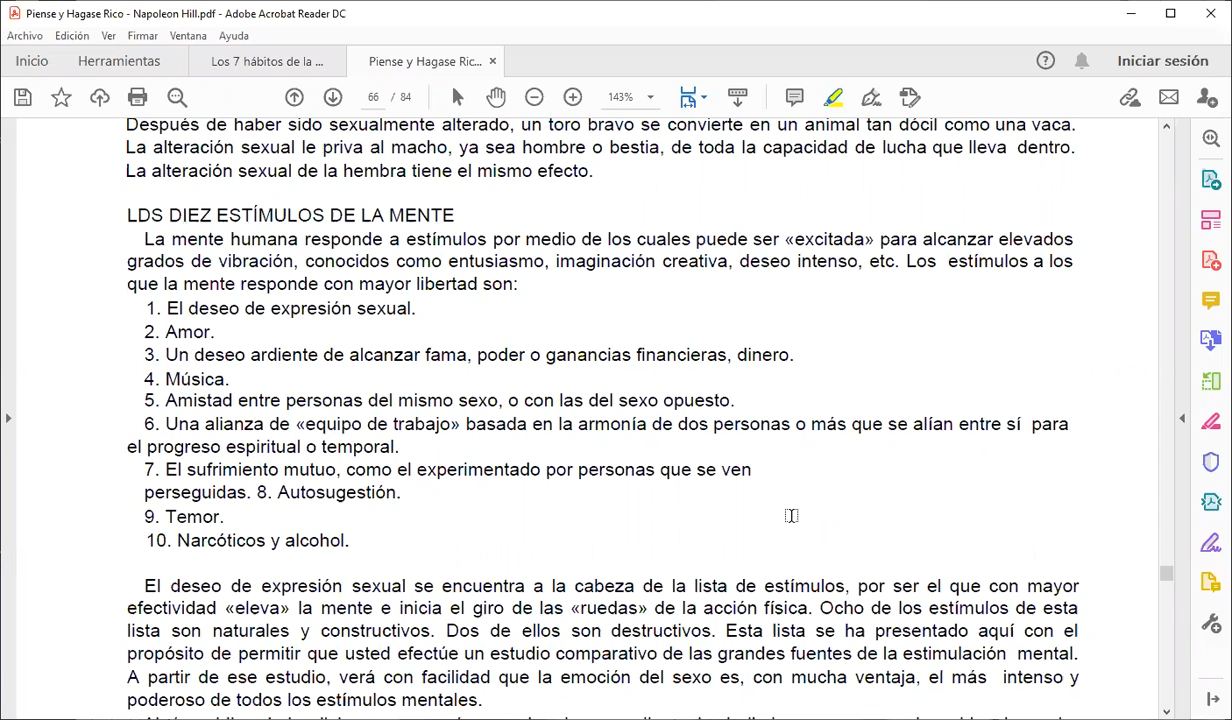 Piense y Hagase Rico - Napoleon Hill.pdf - Adobe Acrobat Reader DC
Archivo Edición Ver Firmar Ventana Ayuda
Inicio Herramientas Los 7 hábitos de la ... Piense y Hagase Ric... × Iniciar sesión
66 / 84 143%
Después de haber sido sexualmente alterado, un toro bravo se convierte en un animal tan dócil como una vaca.
La alteración sexual le priva al macho, ya sea hombre o bestia, de toda la capacidad de lucha que lleva dentro.
La alteración sexual de la hembra tiene el mismo efecto.
LDS DIEZ ESTÍMULOS DE LA MENTE
La mente humana responde a estímulos por medio de los cuales puede ser «excitada» para alcanzar elevados
grados de vibración, conocidos como entusiasmo, imaginación creativa, deseo intenso, etc. Los estímulos a los
que la mente responde con mayor libertad son:
1. El deseo de expresión sexual.
2. Amor.
3. Un deseo ardiente de alcanzar fama, poder o ganancias financieras, dinero.
4. Música.
5. Amistad entre personas del mismo sexo, o con las del sexo opuesto.
6. Una alianza de «equipo de trabajo» basada en la armonía de dos personas o más que se alían entre sí para
el progreso espiritual o temporal.
7. El sufrimiento mutuo, como el experimentado por personas que se ven
perseguidas. 8. Autosugestión.
9. Temor.
10. Narcóticos y alcohol.
El deseo de expresión sexual se encuentra a la cabeza de la lista de estímulos, por ser el que con mayor
efectividad «eleva» la mente e inicia el giro de las «ruedas» de la acción física. Ocho de los estímulos de esta
lista son naturales y constructivos. Dos de ellos son destructivos. Esta lista se ha presentado aquí con el
propósito de permitir que usted efectúe un estudio comparativo de las grandes fuentes de la estimulación mental.
A partir de ese estudio, verá con facilidad que la emoción del sexo es, con mucha ventaja, el más intenso y
poderoso de todos los estímulos mentales.